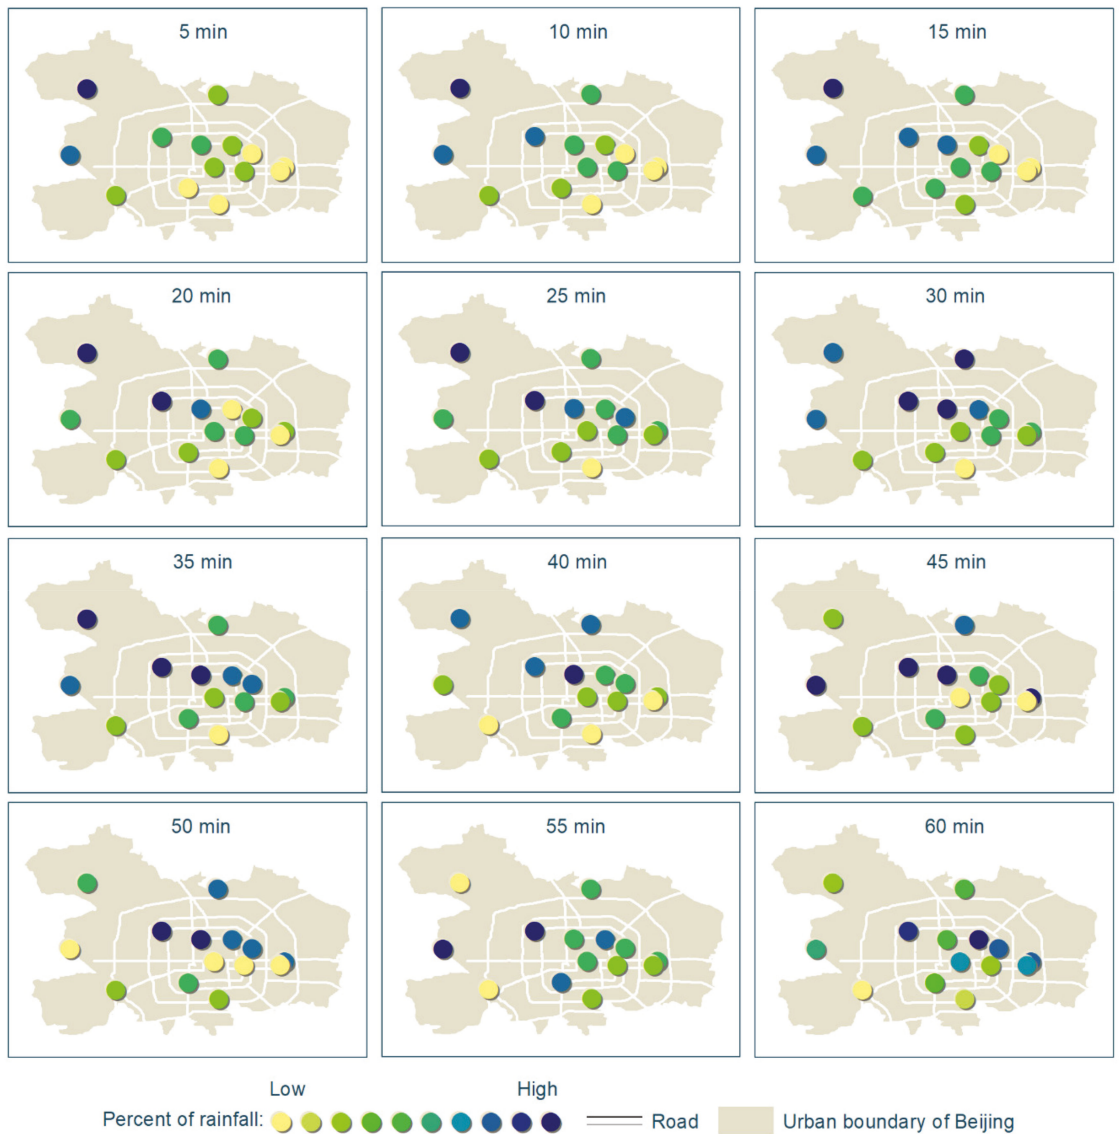 5 min
10 min
15 min
20 min
25 min
30 min
35 min
40 min
45 min
50 min
55 min
60 min
Low High
Percent of rainfall: Road Urban boundary of Beijing